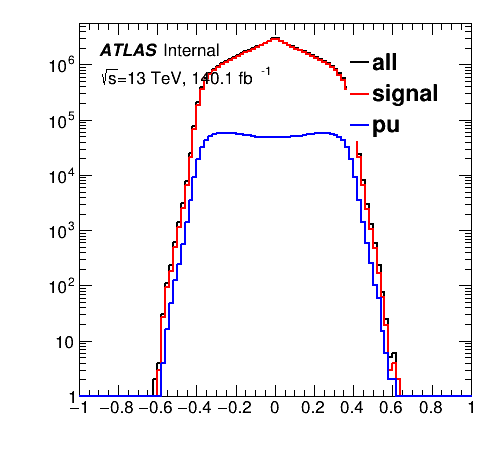 ATLAS Internal
√s=13 TeV, 140.1 fb⁻¹
all
signal
pu
10⁶
10⁵
10⁴
10³
10²
10
1
−1 −0.8 −0.6 −0.4 −0.2 0 0.2 0.4 0.6 0.8 1